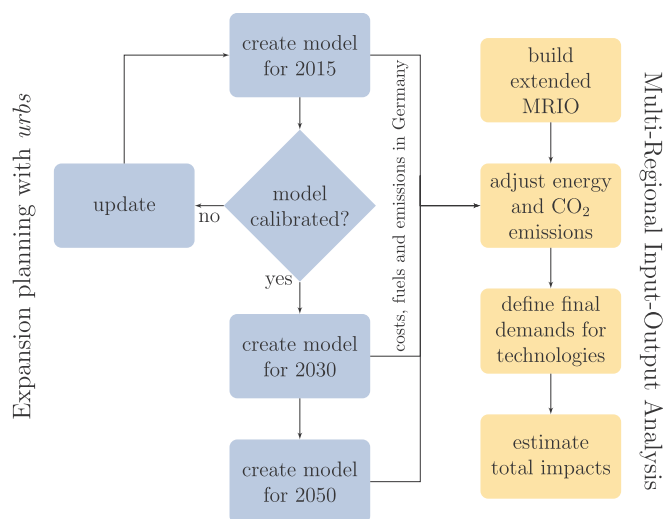 Expansion planning with urbs
create model
for 2015
update
no
model
calibrated?
yes
create model
for 2030
create model
for 2050
costs, fuels and emissions in Germany
build
extended
MRIO
adjust energy
and CO₂
emissions
define final
demands for
technologies
estimate
total impacts
Multi-Regional Input-Output Analysis